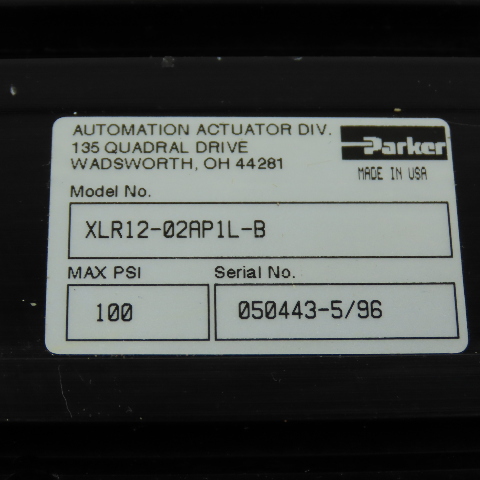 AUTOMATION ACTUATOR DIV.
135 QUADRAL DRIVE
WADSWORTH, OH 44281
Parker
MADE IN USA
Model No.
XLR12-02AP1L-B
MAX PSI
100
Serial No.
050443-5/96